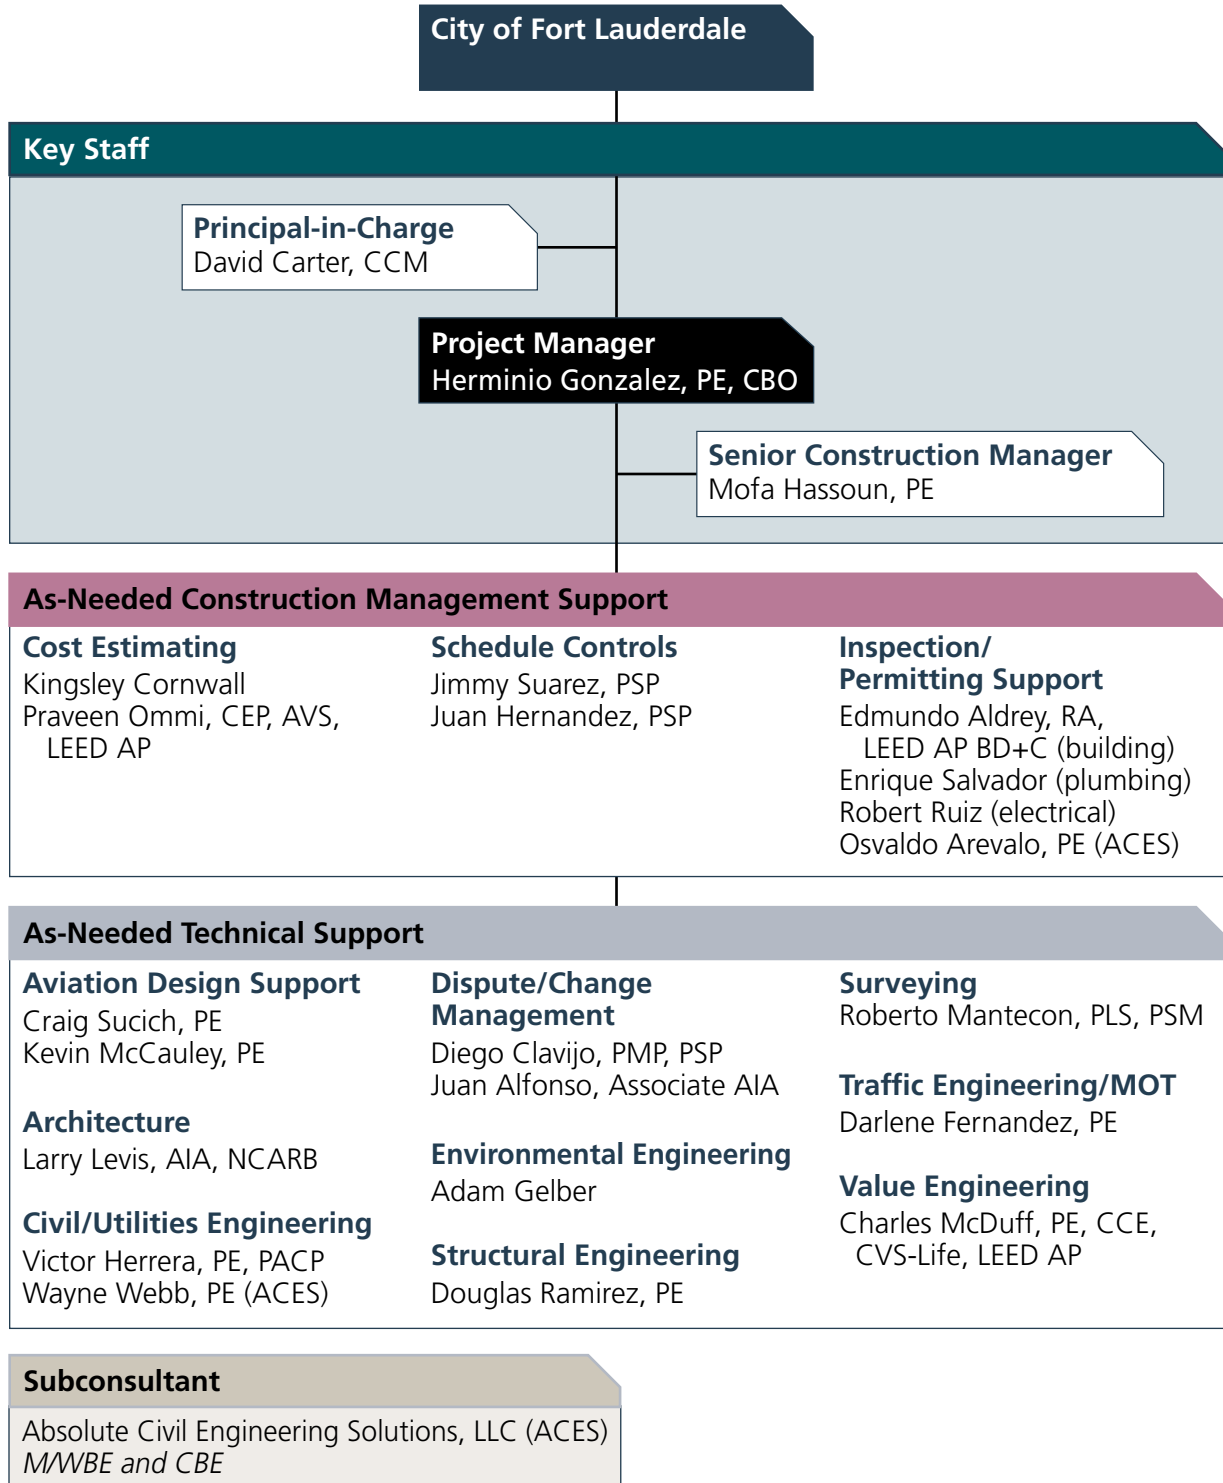 City of Fort Lauderdale
Key Staff
Principal-in-Charge
David Carter, CCM
Project Manager
Herminio Gonzalez, PE, CBO
Senior Construction Manager
Mofa Hassoun, PE
As-Needed Construction Management Support
Cost Estimating
Kingsley Cornwall
Praveen Ommi, CEP, AVS,
LEED AP
Schedule Controls
Jimmy Suarez, PSP
Juan Hernandez, PSP
Inspection/
Permitting Support
Edmundo Aldrey, RA,
LEED AP BD+C (building)
Enrique Salvador (plumbing)
Robert Ruiz (electrical)
Osvaldo Arevalo, PE (ACES)
As-Needed Technical Support
Aviation Design Support
Craig Sucich, PE
Kevin McCauley, PE
Architecture
Larry Levis, AIA, NCARB
Civil/Utilities Engineering
Victor Herrera, PE, PACP
Wayne Webb, PE (ACES)
Dispute/Change
Management
Diego Clavijo, PMP, PSP
Juan Alfonso, Associate AIA
Environmental Engineering
Adam Gelber
Structural Engineering
Douglas Ramirez, PE
Surveying
Roberto Mantecon, PLS, PSM
Traffic Engineering/MOT
Darlene Fernandez, PE
Value Engineering
Charles McDuff, PE, CCE,
CVS-Life, LEED AP
Subconsultant
Absolute Civil Engineering Solutions, LLC (ACES)
M/WBE and CBE